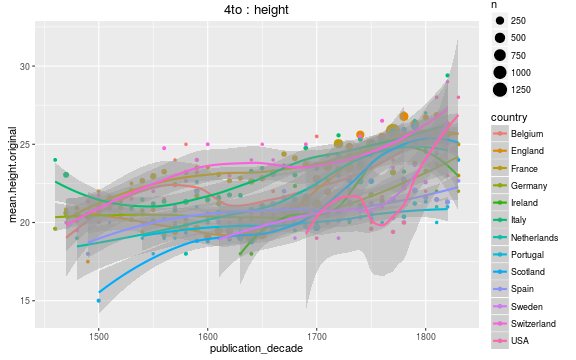 4to : height
mean.height.original
30
25
20
15
1500
1600
1700
1800
publication_decade
n
250
500
750
1000
1250
country
Belgium
England
France
Germany
Ireland
Italy
Netherlands
Portugal
Scotland
Spain
Sweden
Switzerland
USA